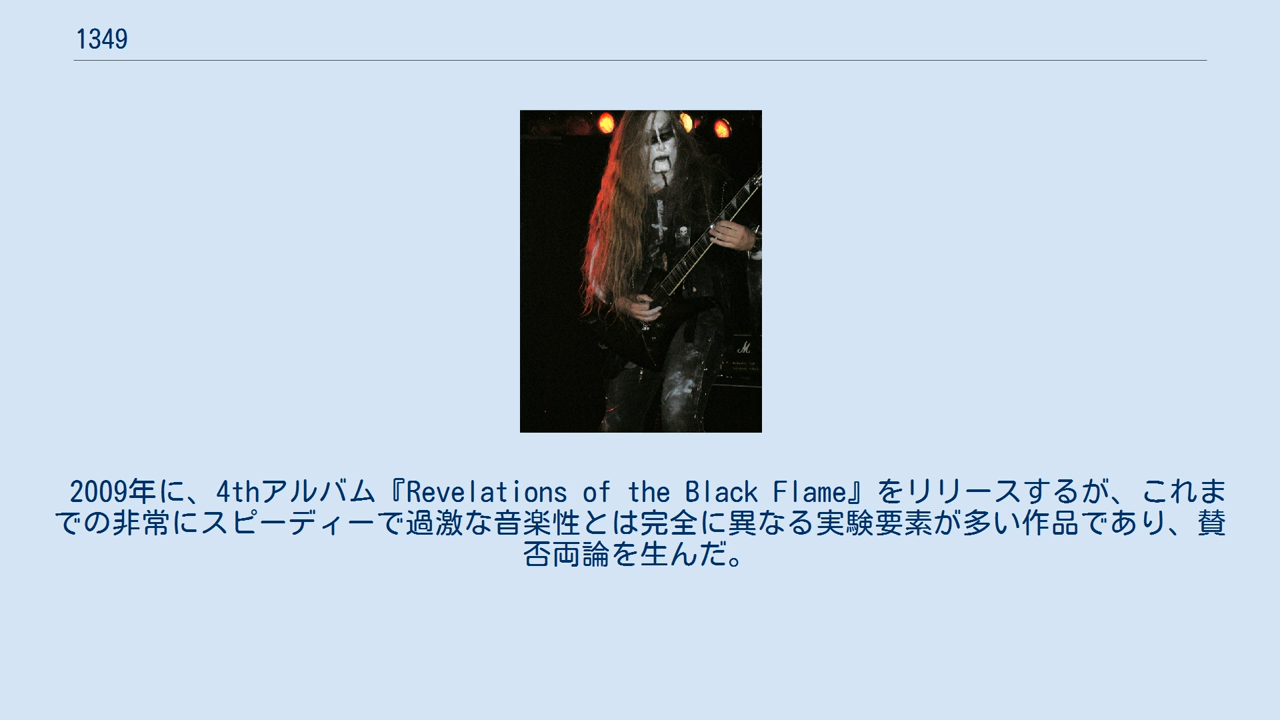 1349
2009年に、4thアルバム『Revelations of the Black Flame』をリリースするが、これま
での非常にスピーディーで過激な音楽性とは完全に異なる実験要素が多い作品であり、賛
否両論を生んだ。